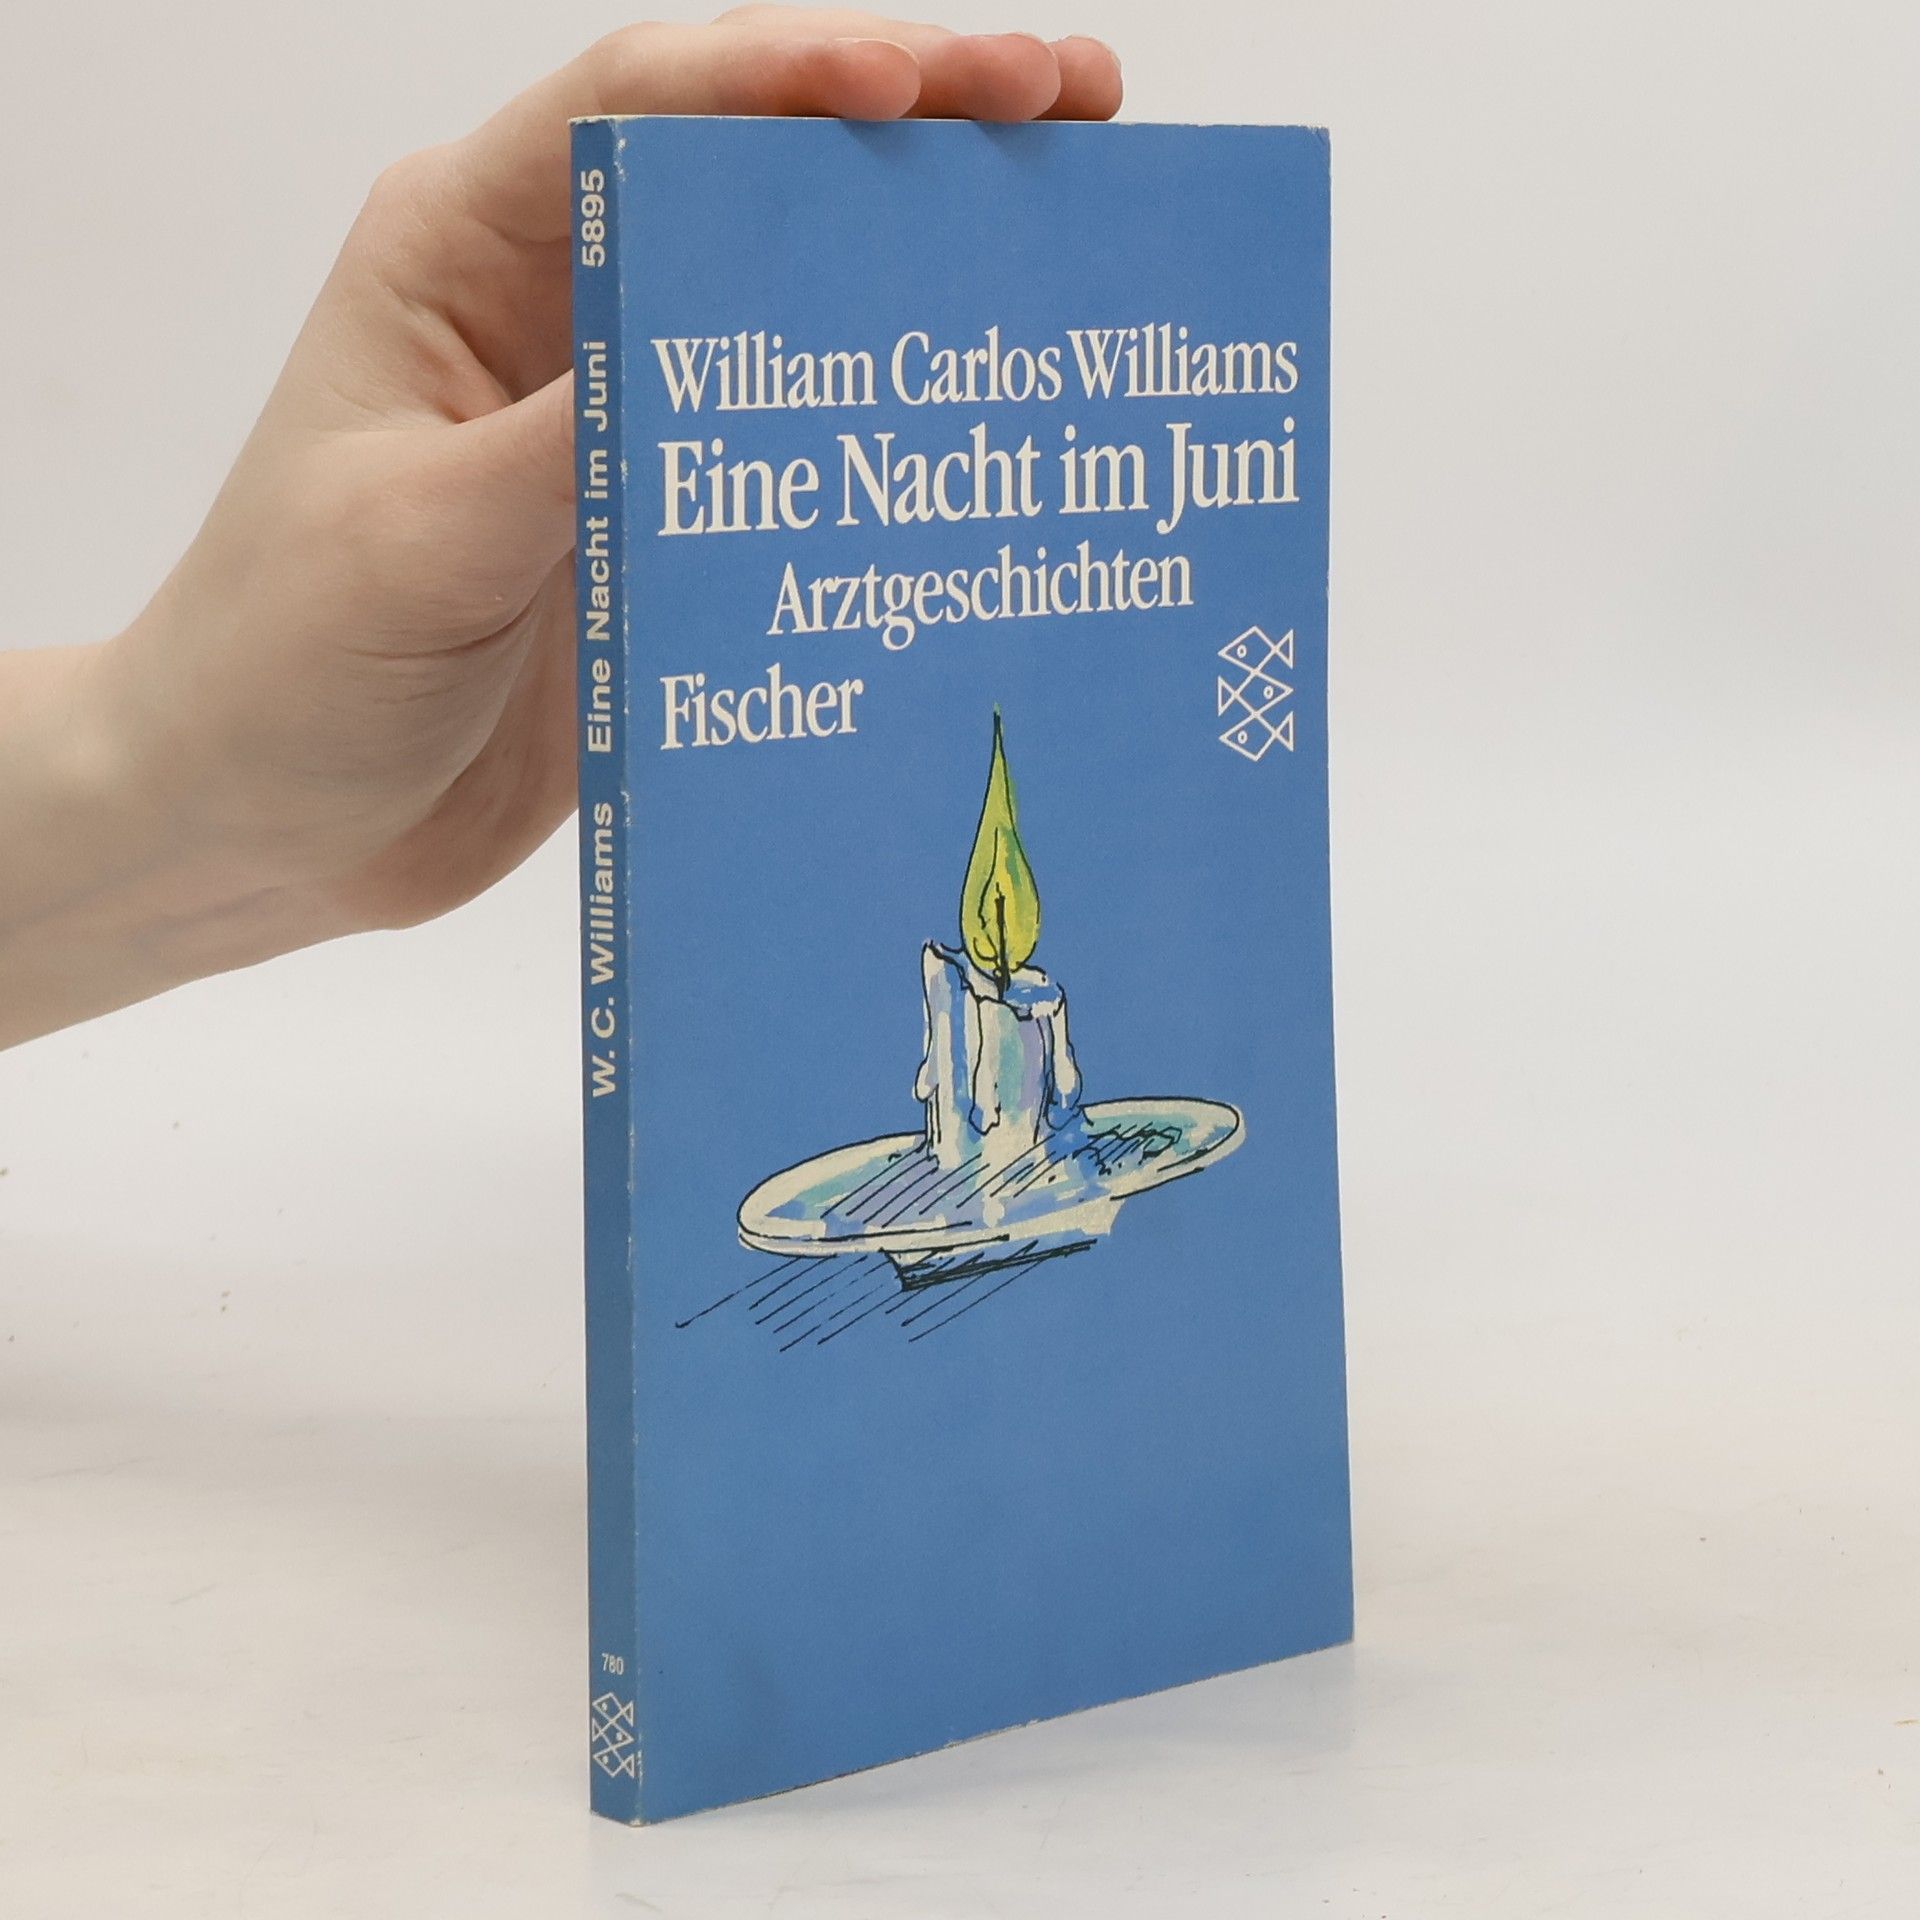 William Carlos Williams
Eine Nacht im Juni
Arztgeschichten
Fischer
W. C. Williams Eine Nacht im Juni 5895
780